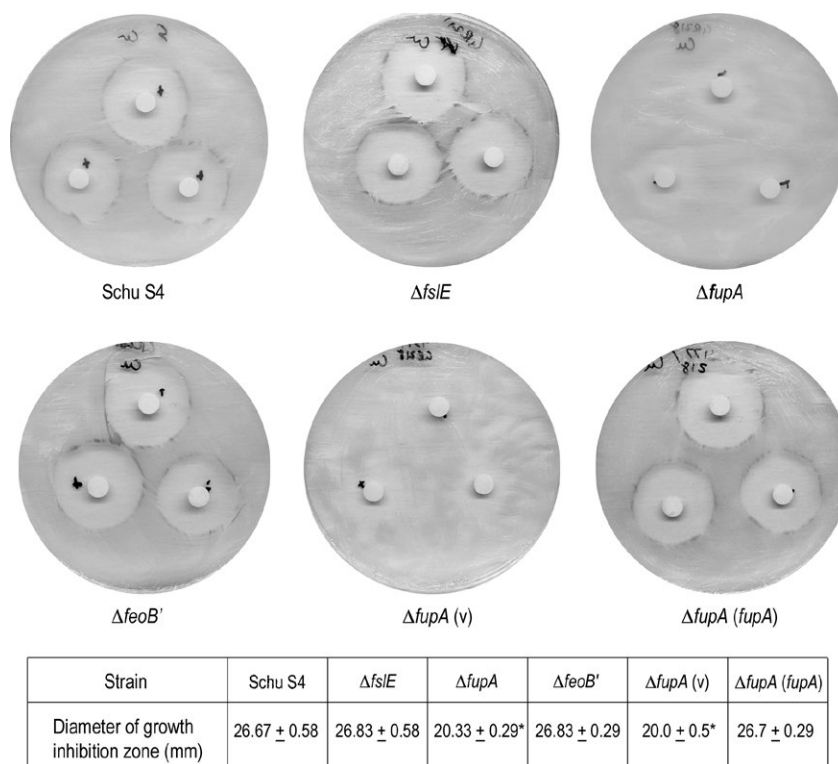 Schu S4
ΔfslE
ΔfupA
ΔfeoB'
ΔfupA (v)
ΔfupA (fupA)
Strain
Schu S4
ΔfslE
ΔfupA
ΔfeoB'
ΔfupA (v)
ΔfupA (fupA)
Diameter of growth
inhibition zone (mm)
26.67 ± 0.58
26.83 ± 0.58
20.33 ± 0.29*
26.83 ± 0.29
20.0 ± 0.5*
26.7 ± 0.29